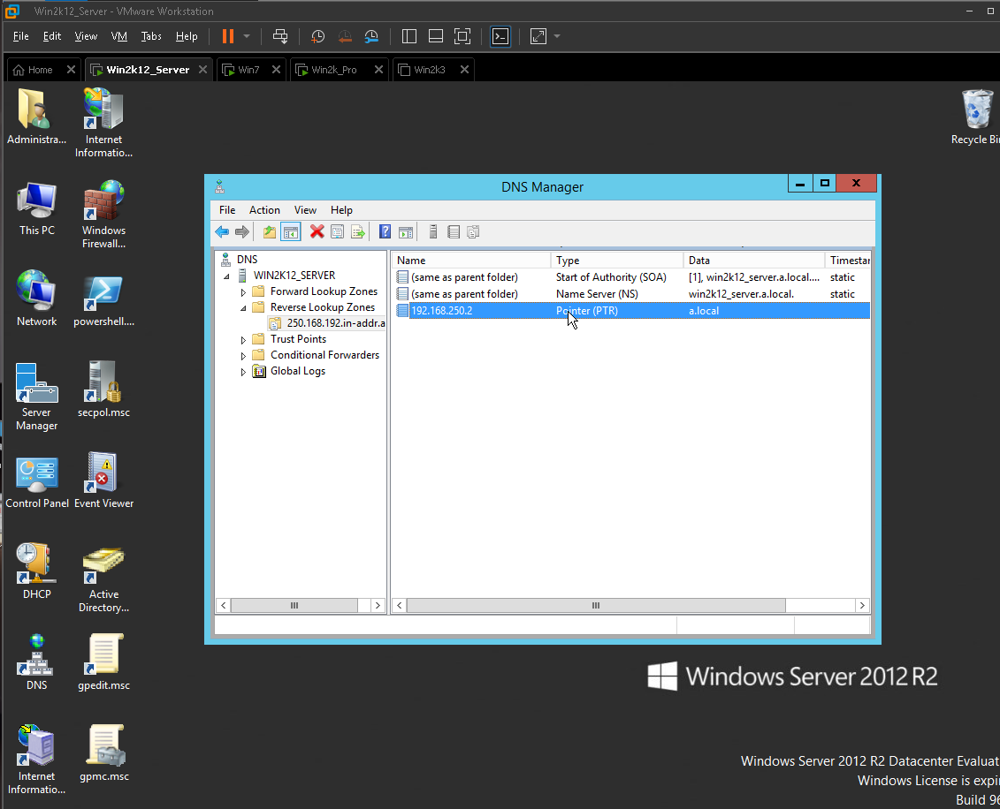 Win2k12_Server - VMware Workstation
File Edit View VM Tabs Help
Home Win2k12_Server Win7 Win2k_Pro Win2k3
Administra...
Internet
Informatio...
Recycle Bin
This PC
Windows
Firewall...
Network
powershell....
Server
Manager
secpol.msc
Control Panel
Event Viewer
DHCP
Active
Directory...
DNS
gpedit.msc
Internet
Informatio...
gpmc.msc
DNS Manager
File Action View Help
DNS
WIN2K12_SERVER
Forward Lookup Zones
Reverse Lookup Zones
250.168.192.in-addr.a
Trust Points
Conditional Forwarders
Global Logs
Name Type Data Timestar
(same as parent folder) Start of Authority (SOA) [1], win2k12_server.a.local.... static
(same as parent folder) Name Server (NS) win2k12_server.a.local. static
192.168.250.2 Pointer (PTR) a.local
Windows Server 2012 R2
Windows Server 2012 R2 Datacenter Evaluat
Windows License is expi
Build 96